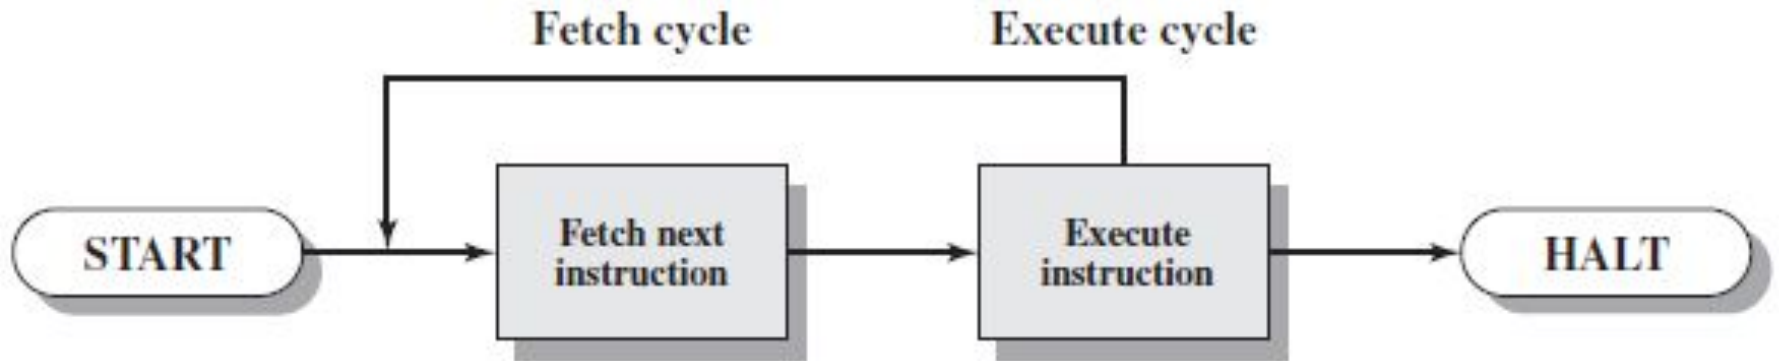 Fetch cycle
Execute cycle
START
Fetch next
instruction
Execute
instruction
HALT